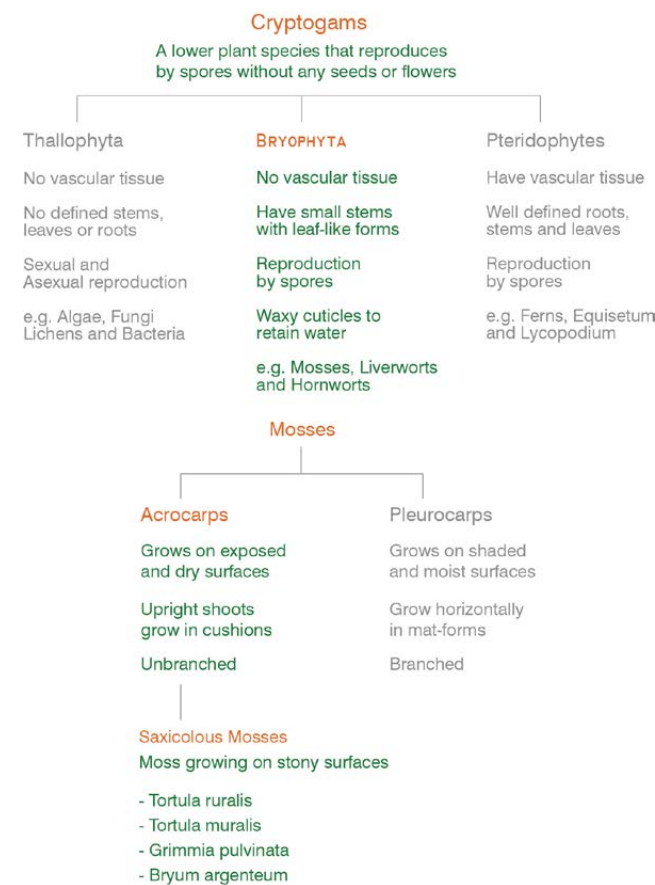 Cryptogams
A lower plant species that reproduces
by spores without any seeds or flowers
Thallophyta
No vascular tissue
No defined stems,
leaves or roots
Sexual and
Asexual reproduction
e.g. Algae, Fungi
Lichens and Bacteria
BRYOPHYTA
No vascular tissue
Have small stems
with leaf-like forms
Reproduction
by spores
Waxy cuticles to
retain water
e.g. Mosses, Liverworts
and Hornworts
Pteridophytes
Have vascular tissue
Well defined roots,
stems and leaves
Reproduction
by spores
e.g. Ferns, Equisetum
and Lycopodium
Mosses
Acrocarps
Grows on exposed
and dry surfaces
Upright shoots
grow in cushions
Unbranched
Pleurocarps
Grows on shaded
and moist surfaces
Grow horizontally
in mat-forms
Branched
Saxicolous Mosses
Moss growing on stony surfaces
- Tortula ruralis
- Tortula muralis
- Grimmia pulvinata
- Bryum argenteum